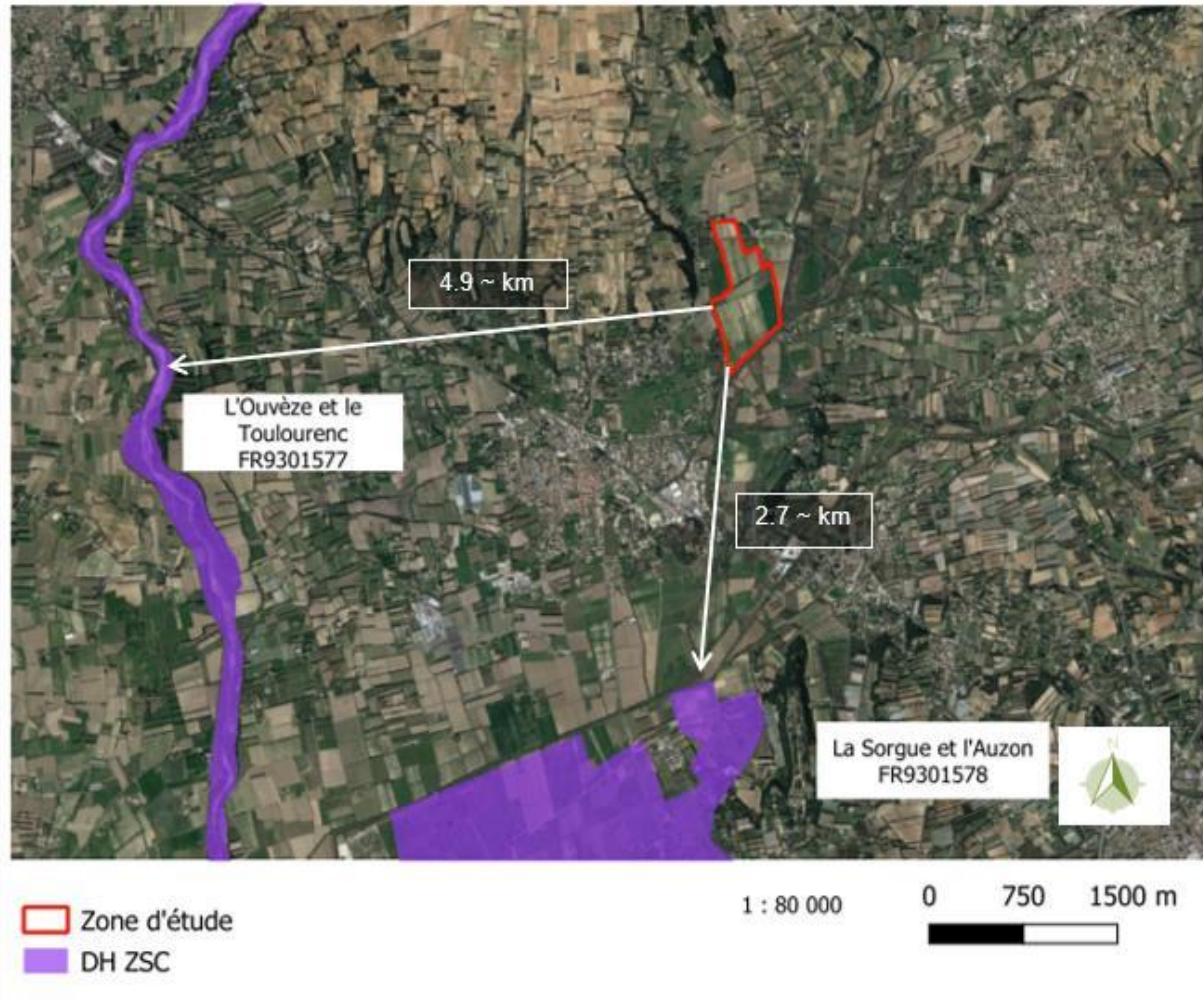 4.9 ~ km
L'Ouvèze et le
Toulourenc
FR9301577
2.7 ~ km
La Sorgue et l'Auzon
FR9301578
N
Zone d'étude
DH ZSC
1 : 80 000
0 750 1500 m